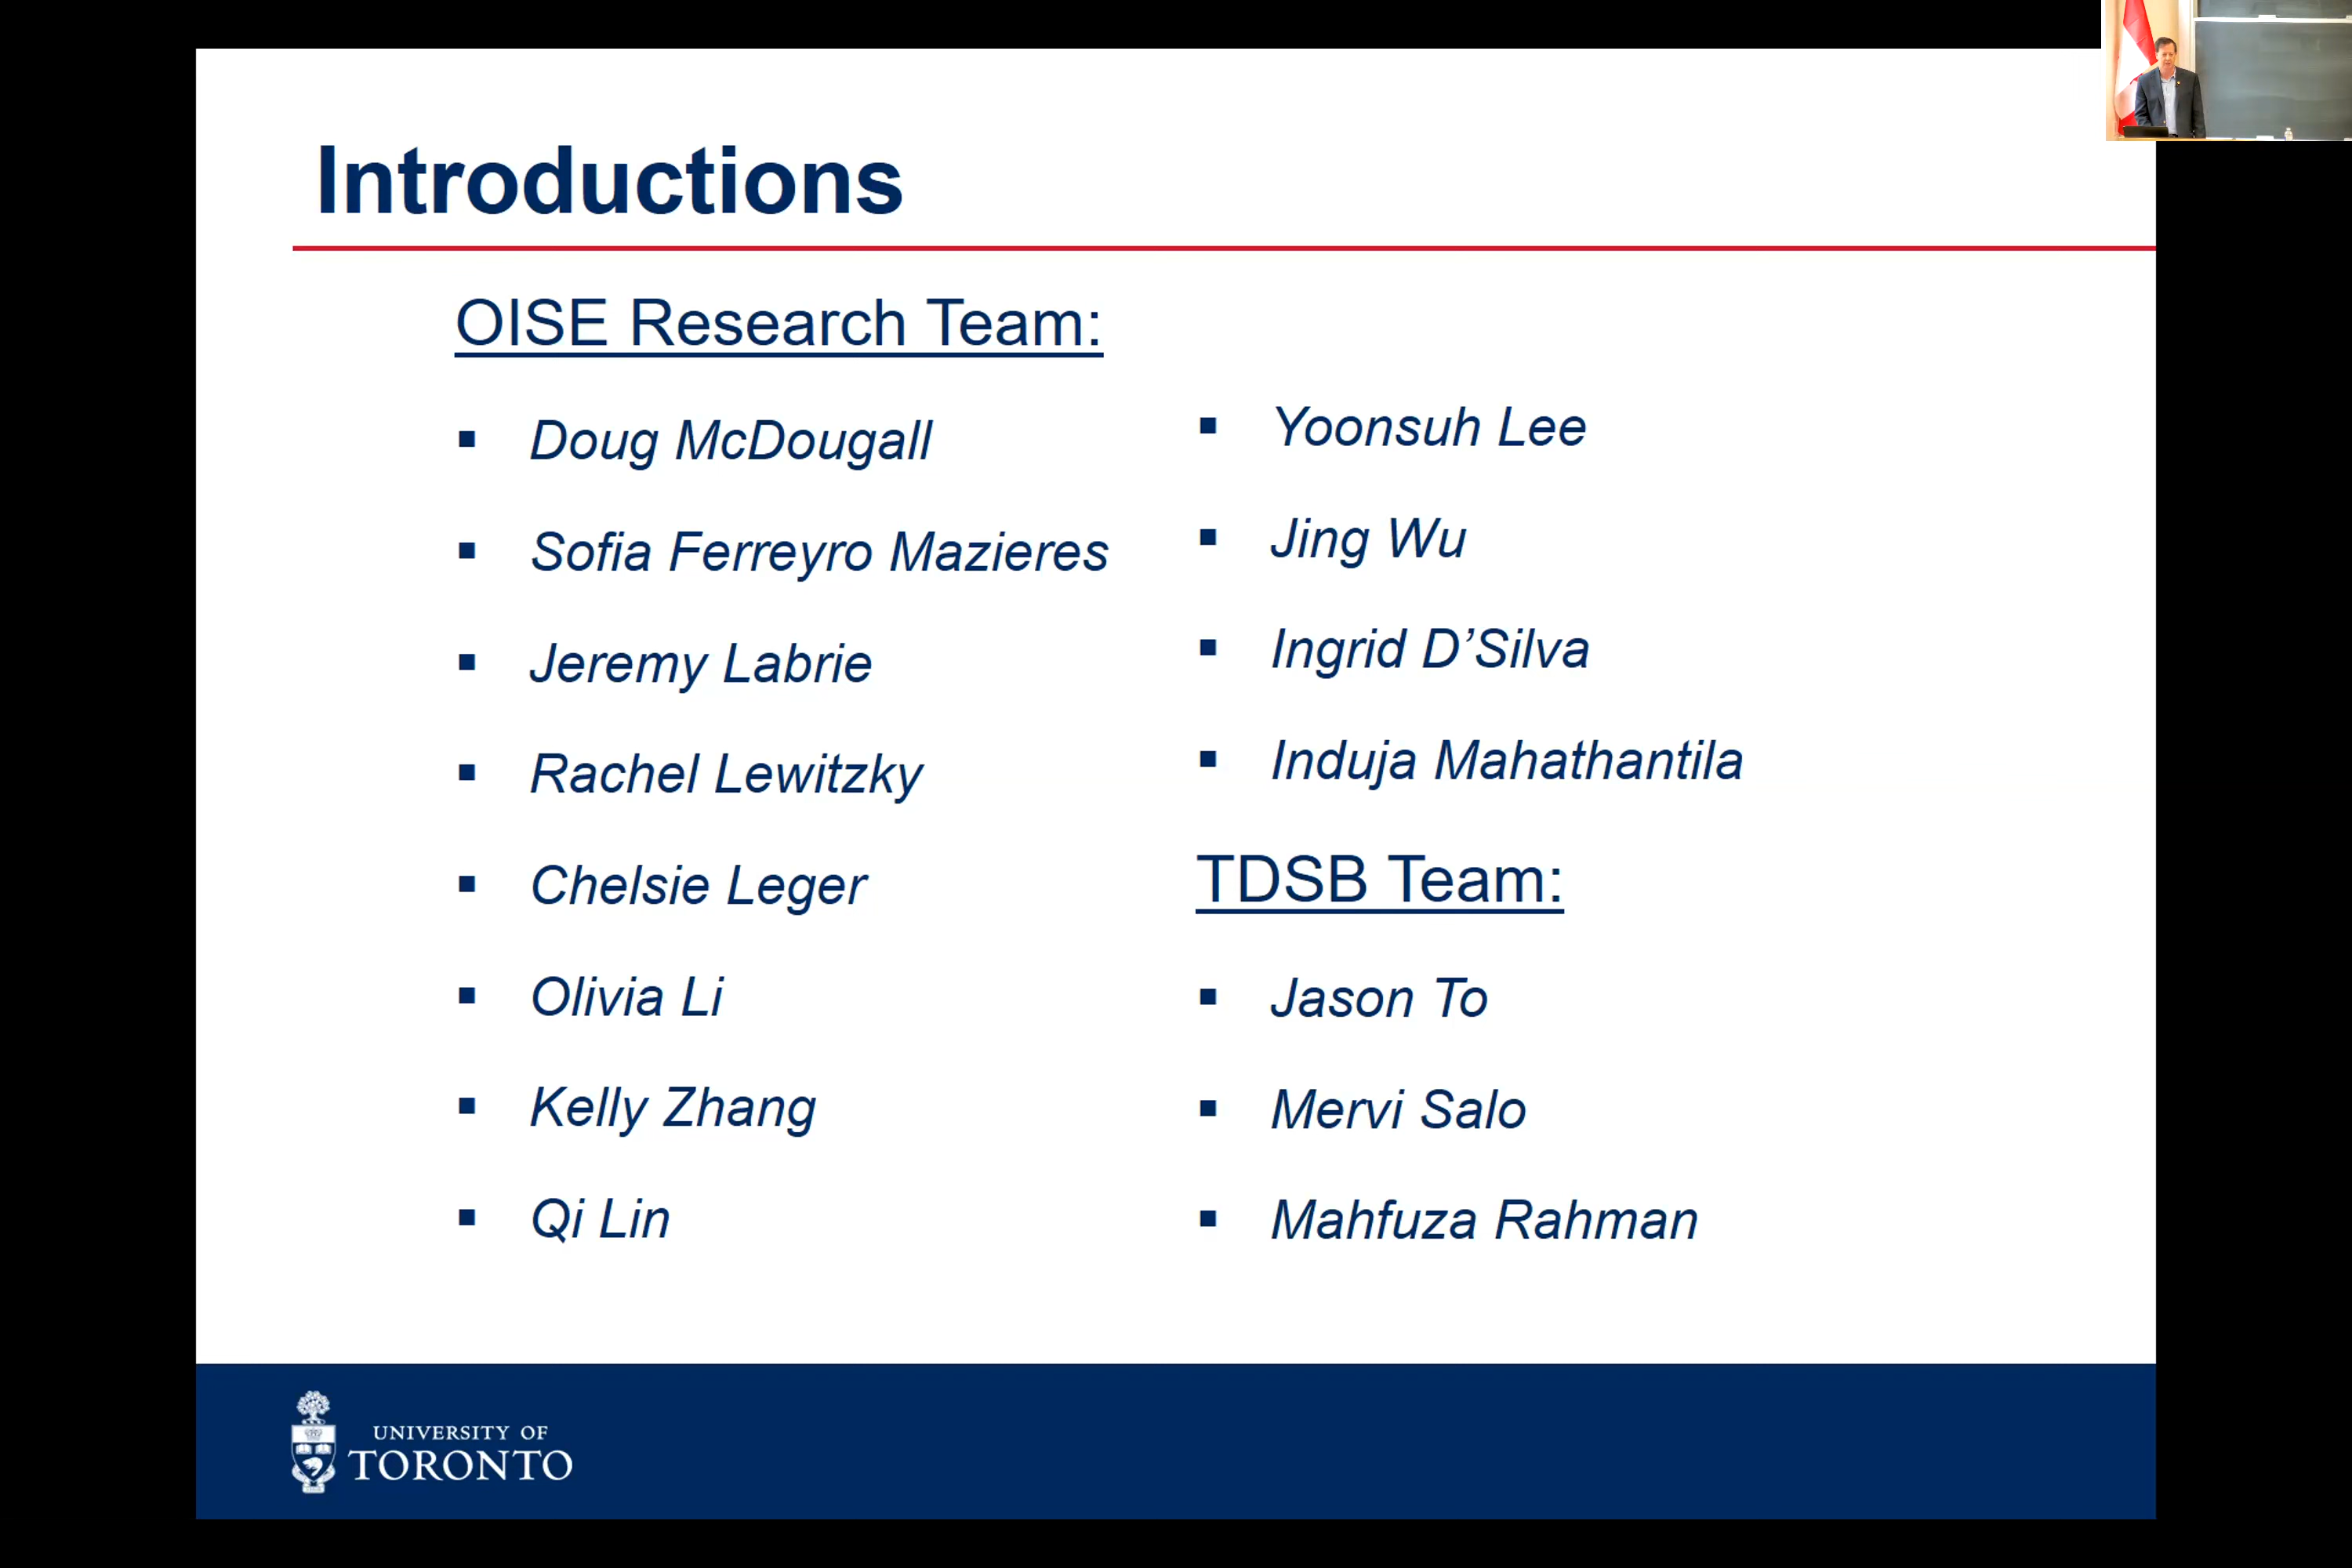 Introductions
OISE Research Team:
Doug McDougall
Sofia Ferreyro Mazieres
Jeremy Labrie
Rachel Lewitzky
Chelsie Leger
Olivia Li
Kelly Zhang
Qi Lin
Yoonsuh Lee
Jing Wu
Ingrid D’Silva
Induja Mahathantila
TDSB Team:
Jason To
Mervi Salo
Mahfuza Rahman
UNIVERSITY OF
TORONTO